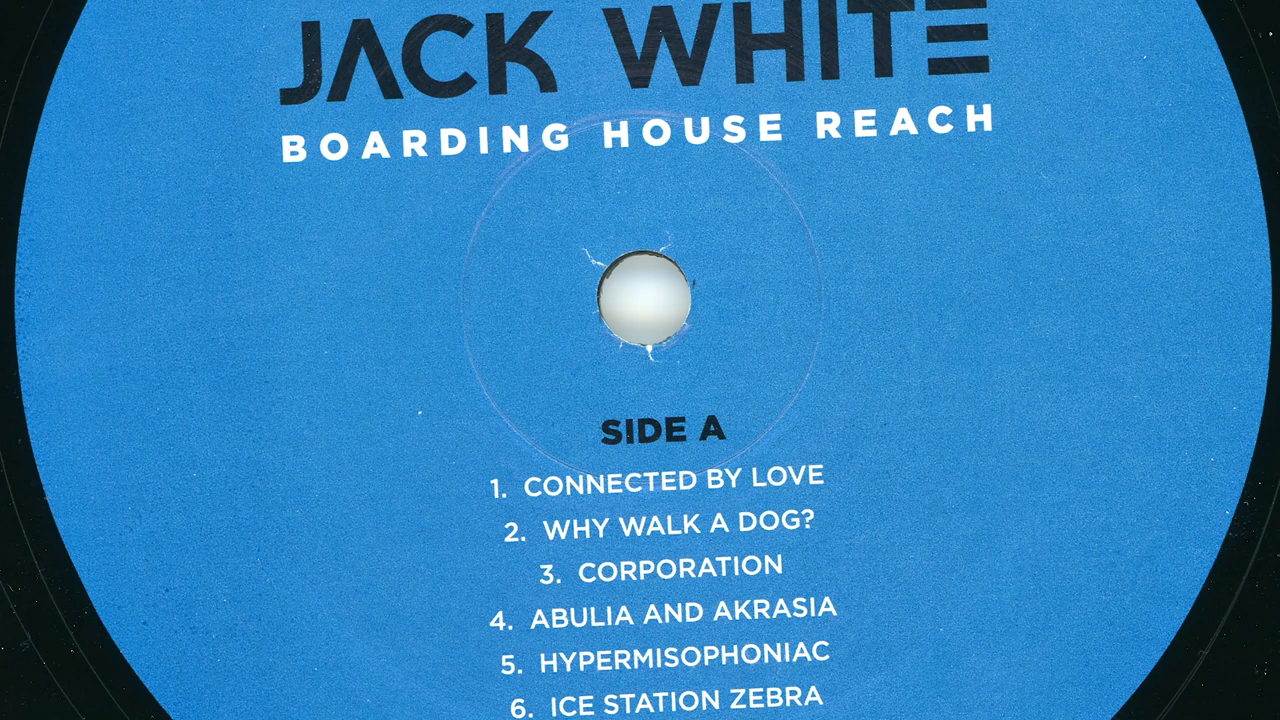 JACK WHITE
BOARDING HOUSE REACH
SIDE A
1. CONNECTED BY LOVE
2. WHY WALK A DOG?
3. CORPORATION
4. ABULIA AND AKRASIA
5. HYPERMISOPHONIAC
6. ICE STATION ZEBRA